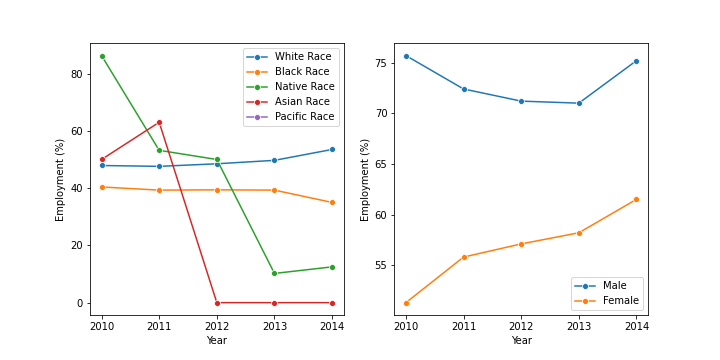 White Race
Black Race
Native Race
Asian Race
Pacific Race
Employment (%)
80
60
40
20
0
2010 2011 2012 2013 2014
Year
Employment (%)
75
70
65
60
55
Male
Female
2010 2011 2012 2013 2014
Year